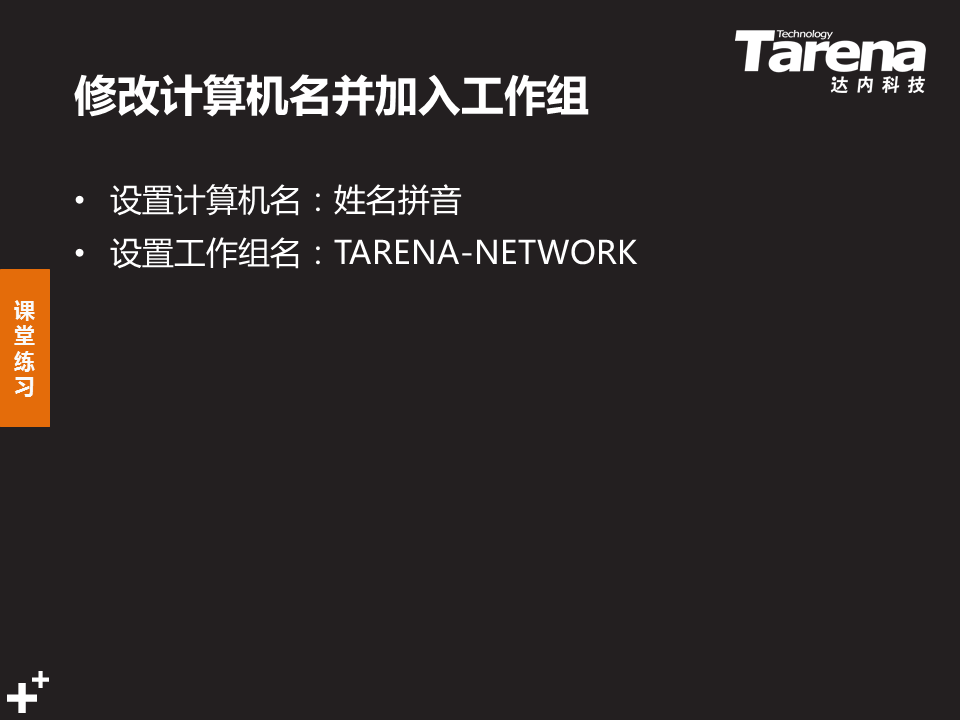 Technology
Tarena
达内科技
修改计算机名并加入工作组
• 设置计算机名：姓名拼音
• 设置工作组名：TARENA-NETWORK
课堂练习